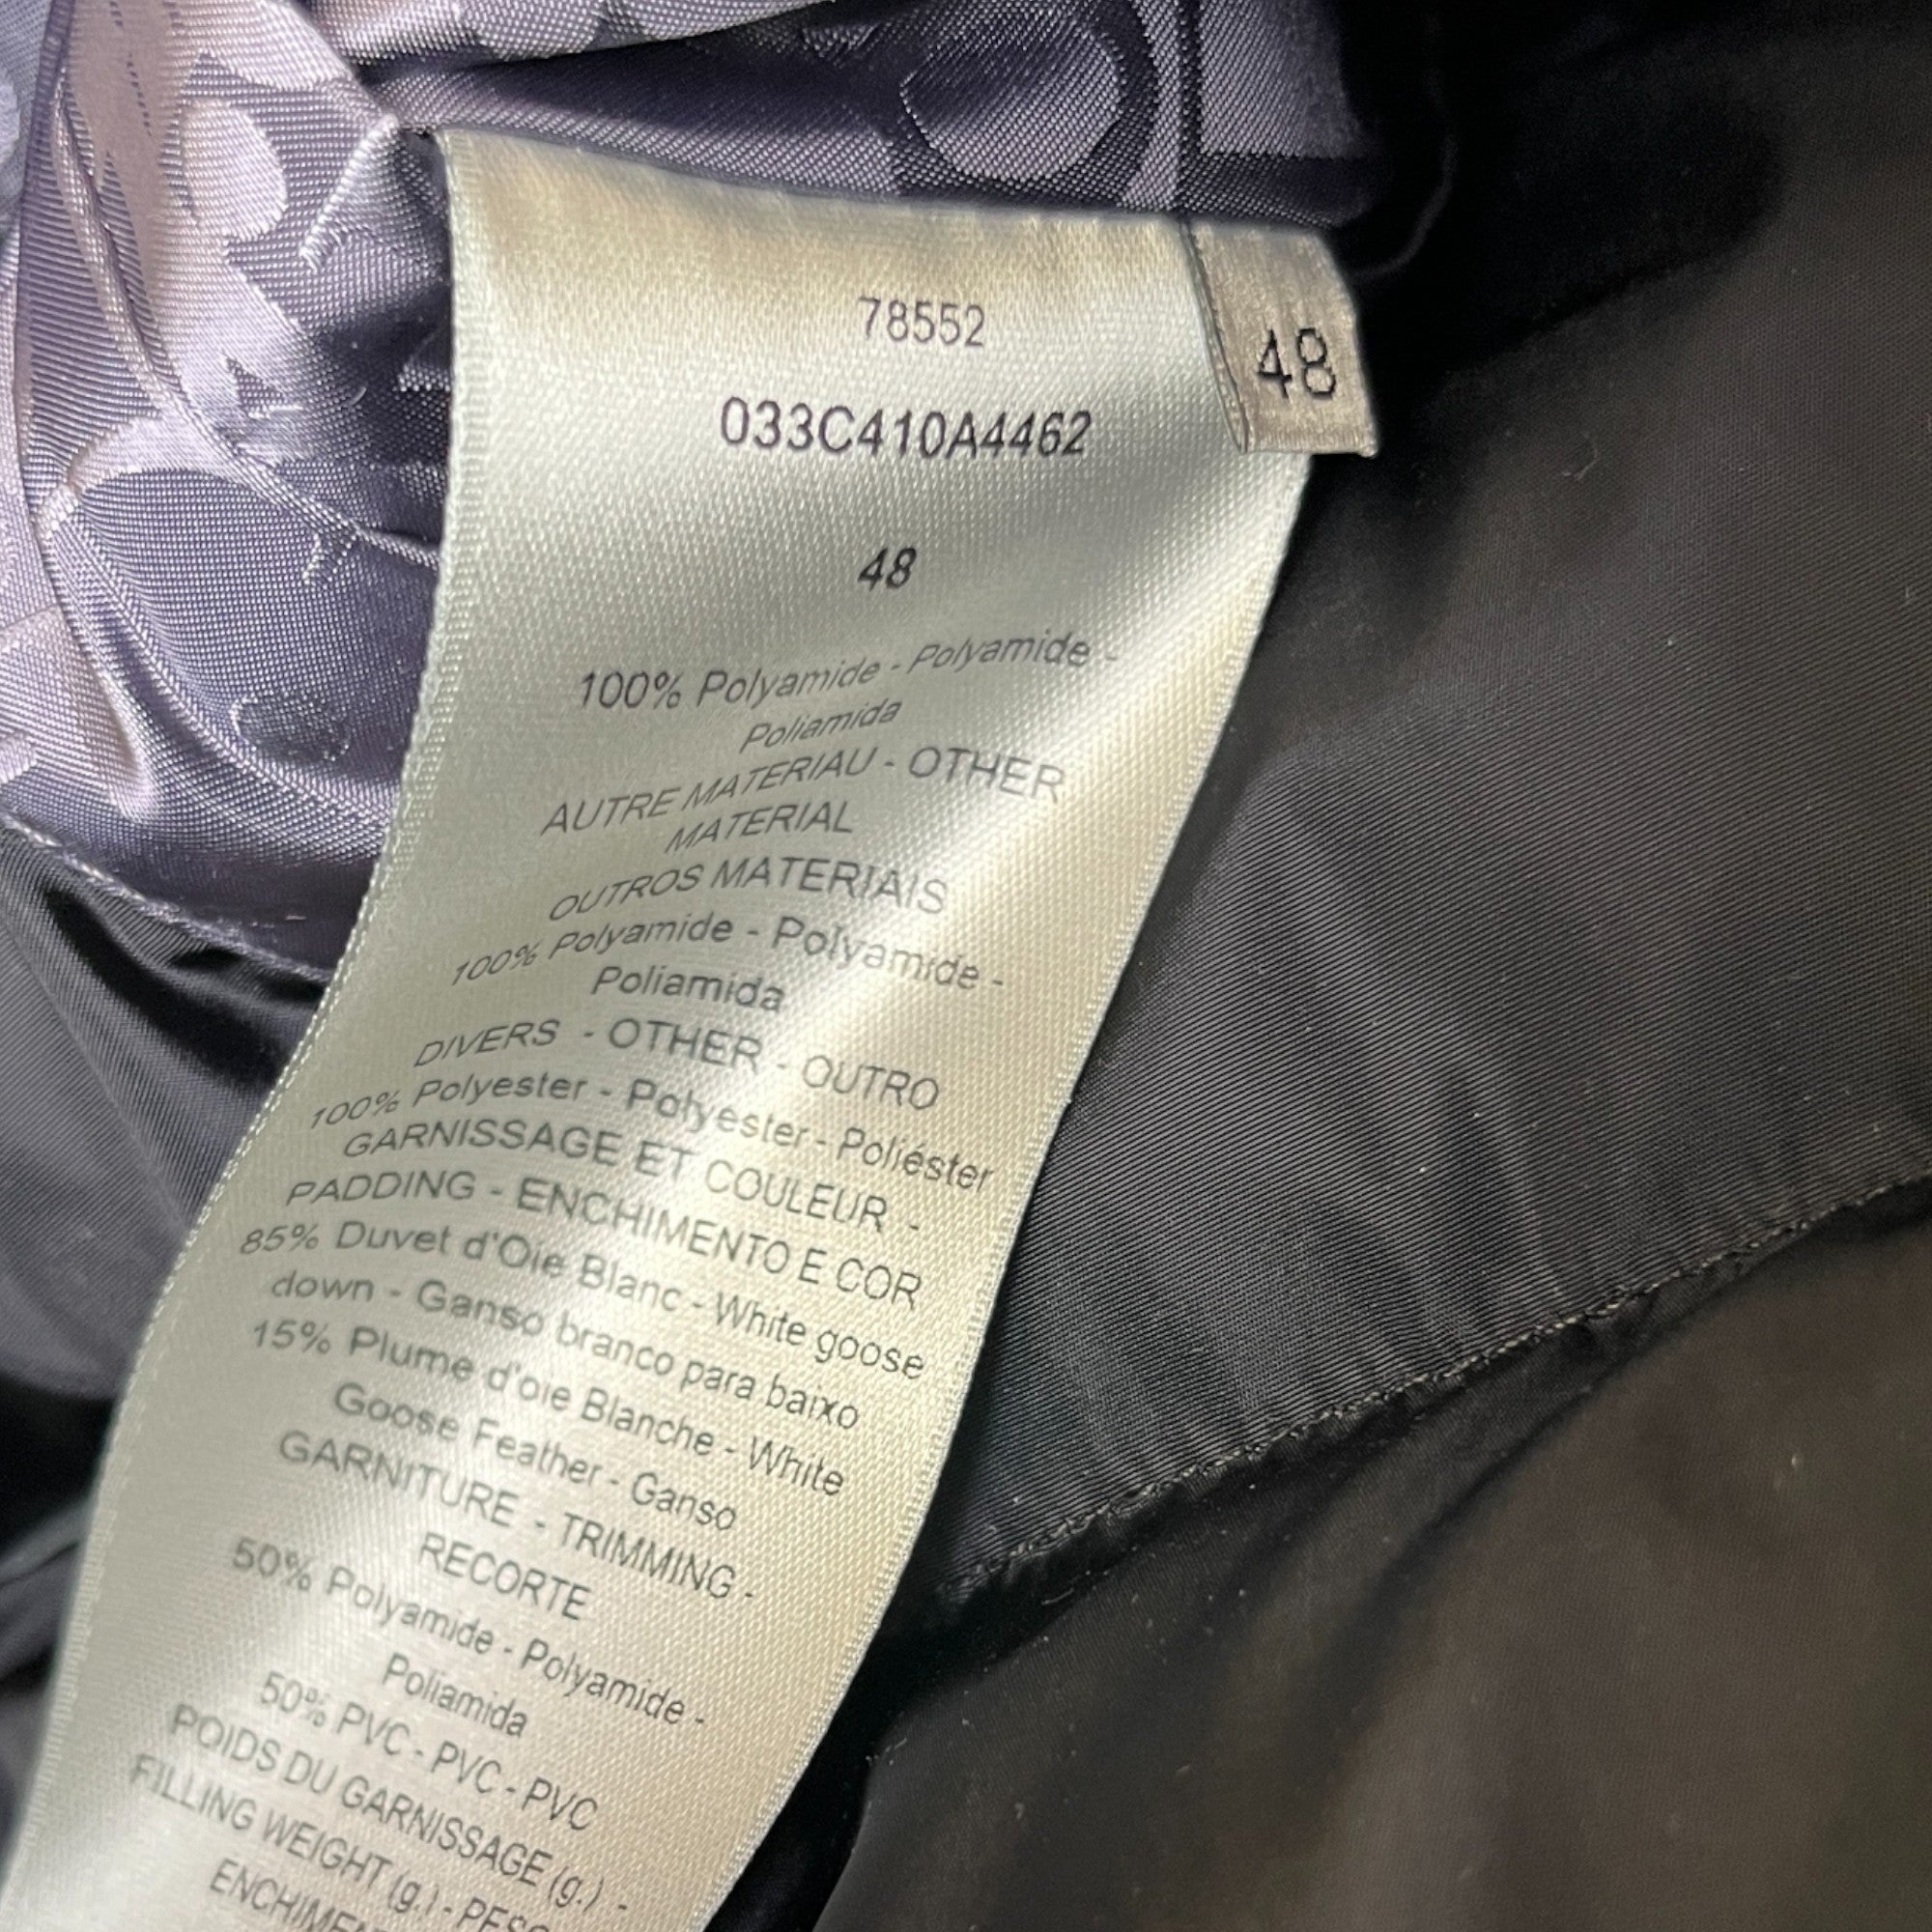 78552
48
033C410A4462
48
100% Polyamide - Polyamide -
Poliamida
AUTRE MATERIAU - OTHER
MATERIAL
OUTROS MATERIAIS
100% Polyamide - Polyamide -
Poliamida
DIVERS - OTHER - OUTRO
100% Polyester - Polyester - Poliéster
GARNISSAGE ET COULEUR -
PADDING - ENCHIMENTO E COR
85% Duvet d'Oie Blanc - White goose
down - Ganso branco para baixo
15% Plume d'oie Blanche - White
Goose Feather - Ganso
GARNITURE - TRIMMING -
RECORTE
50% Polyamide - Polyamide -
Poliamida
50% PVC - PVC - PVC
POIDS DU GARNISSAGE (g.) -
FILLING WEIGHT (g.) -